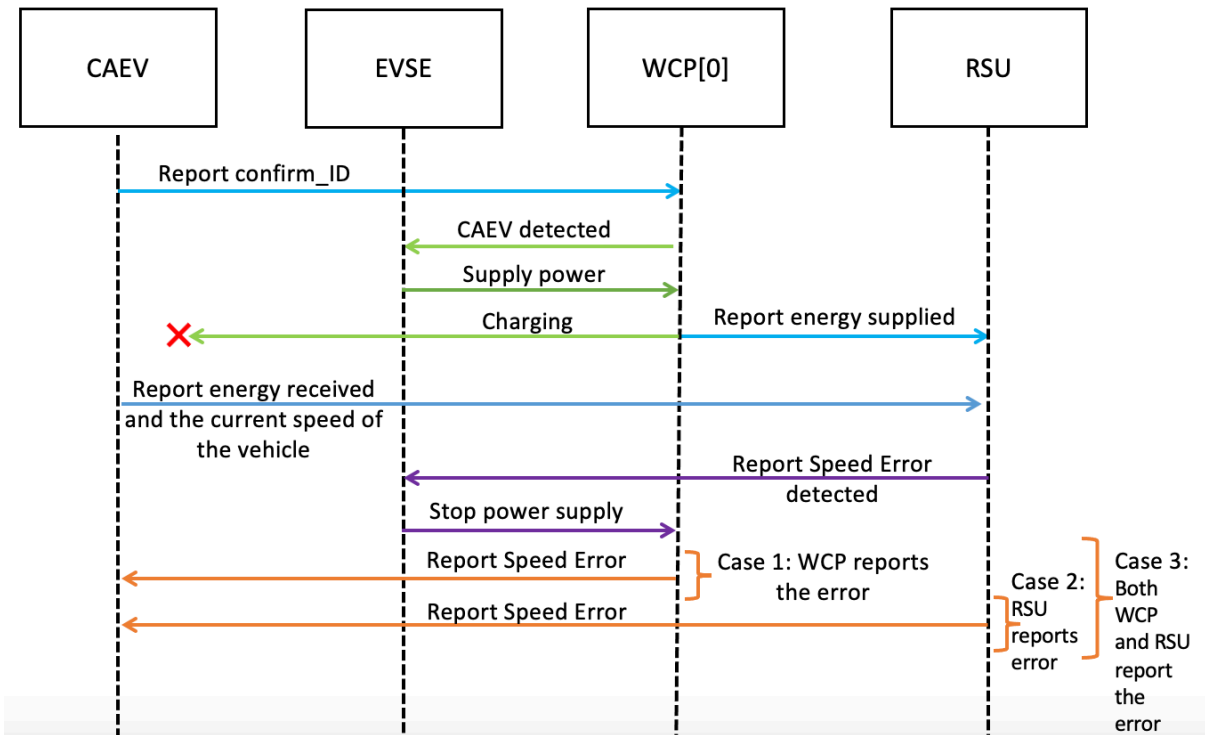 CAEV
EVSE
WCP[0]
RSU
Report confirm_ID
CAEV detected
Supply power
Charging
Report energy supplied
Report energy received
and the current speed of
the vehicle
Report Speed Error
detected
Stop power supply
Report Speed Error
Case 1: WCP reports
the error
Report Speed Error
Case 2:
RSU
reports
error
Case 3:
Both
WCP
and RSU
report
the
error